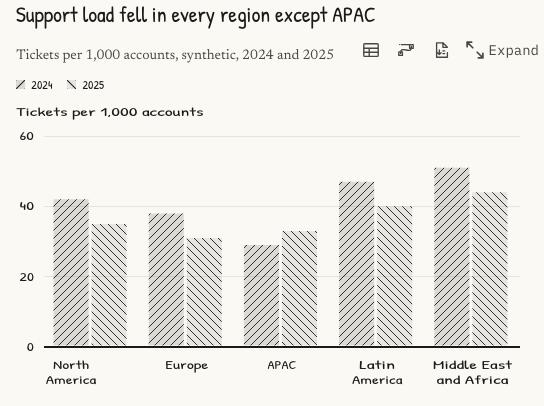 Support load fell in every region except APAC
Tickets per 1,000 accounts, synthetic, 2024 and 2025
Expand
2024 2025
Tickets per 1,000 accounts
60
40
20
0
North America
Europe
APAC
Latin America
Middle East and Africa